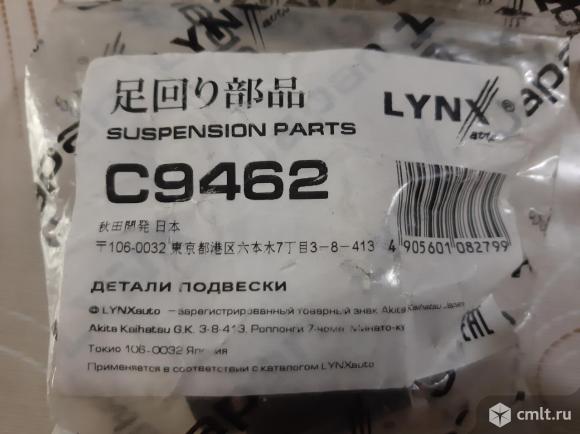 足回り部品
LYNX
auto
®
SUSPENSION PARTS
C9462
秋田開発 日本
〒106-0032 東京都港区六本木7丁目3-8-413
4 905601 082799
ДЕТАЛИ ПОДВЕСКИ
© LYNXauto — зарегистрированный товарный знак Akita Kaihatsu Japan
Akita Kaihatsu G.K. 3-8-413, Роппонги 7-чоме, Минато-ку
Токио 106-0032 Япония
Применяется в соответствии с каталогом LYNXauto
EAC
cmlt.ru